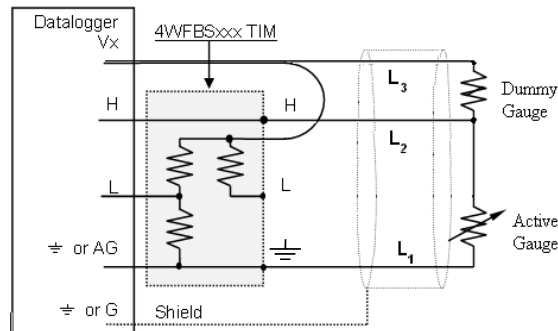 Datalogger
Vx
4WFBSxxx TIM
L3
Dummy
Gauge
H
H
L2
L
L
Active
Gauge
⏚ or AG
L1
⏚ or G
Shield